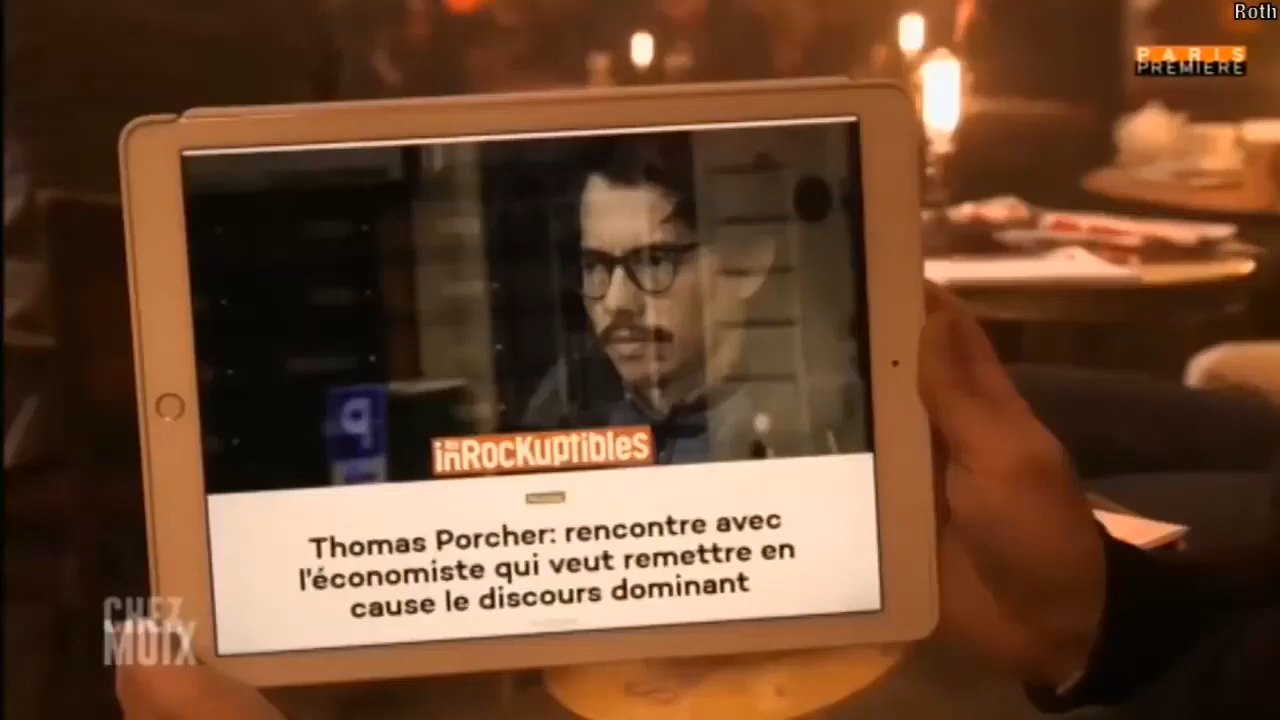 Roth
PARIS
PREMIERE
les inRocKuptibles
Thomas Porcher: rencontre avec
l'économiste qui veut remettre en
cause le discours dominant
CHEZ
MOIX